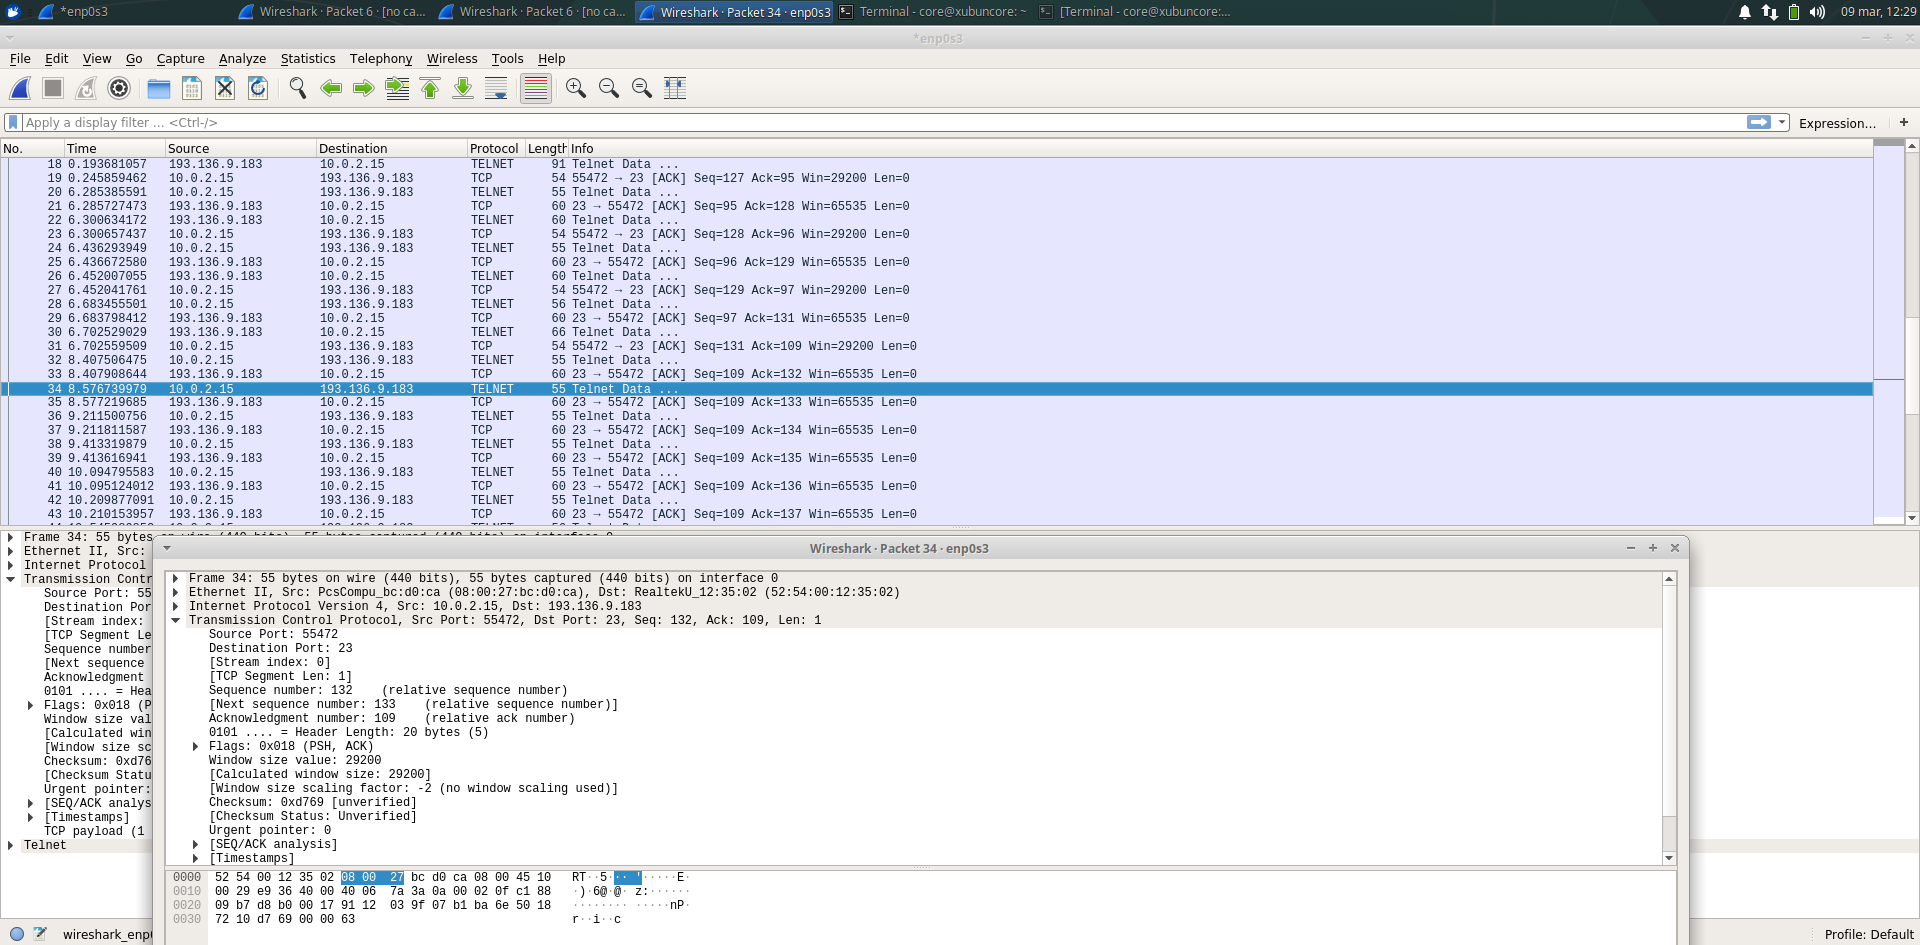 *enp0s3
Wireshark · Packet 6 · [no ca...
Wireshark · Packet 6 · [no ca...
Wireshark · Packet 34 · enp0s3
Terminal - core@xubuncore: ~
[Terminal - core@xubuncore:...
09 mar, 12:29
*enp0s3
File Edit View Go Capture Analyze Statistics Telephony Wireless Tools Help
Apply a display filter ... <Ctrl-/>
Expression... +
No. Time Source Destination Protocol Length Info
18 0.193681057 193.136.9.183 10.0.2.15 TELNET 91 Telnet Data ...
19 0.245859462 10.0.2.15 193.136.9.183 TCP 54 55472 → 23 [ACK] Seq=127 Ack=95 Win=29200 Len=0
20 6.285385591 10.0.2.15 193.136.9.183 TELNET 55 Telnet Data ...
21 6.285727473 193.136.9.183 10.0.2.15 TCP 60 23 → 55472 [ACK] Seq=95 Ack=128 Win=65535 Len=0
22 6.300634172 193.136.9.183 10.0.2.15 TELNET 60 Telnet Data ...
23 6.300657437 10.0.2.15 193.136.9.183 TCP 54 55472 → 23 [ACK] Seq=128 Ack=96 Win=29200 Len=0
24 6.436293949 10.0.2.15 193.136.9.183 TELNET 55 Telnet Data ...
25 6.436672580 193.136.9.183 10.0.2.15 TCP 60 23 → 55472 [ACK] Seq=96 Ack=129 Win=65535 Len=0
26 6.452007055 193.136.9.183 10.0.2.15 TELNET 60 Telnet Data ...
27 6.452041761 10.0.2.15 193.136.9.183 TCP 54 55472 → 23 [ACK] Seq=129 Ack=97 Win=29200 Len=0
28 6.683455501 10.0.2.15 193.136.9.183 TELNET 56 Telnet Data ...
29 6.683798412 193.136.9.183 10.0.2.15 TCP 60 23 → 55472 [ACK] Seq=97 Ack=131 Win=65535 Len=0
30 6.702529029 193.136.9.183 10.0.2.15 TELNET 66 Telnet Data ...
31 6.702559509 10.0.2.15 193.136.9.183 TCP 54 55472 → 23 [ACK] Seq=131 Ack=109 Win=29200 Len=0
32 8.407506475 10.0.2.15 193.136.9.183 TELNET 55 Telnet Data ...
33 8.407908644 193.136.9.183 10.0.2.15 TCP 60 23 → 55472 [ACK] Seq=109 Ack=132 Win=65535 Len=0
34 8.576739979 10.0.2.15 193.136.9.183 TELNET 55 Telnet Data ...
35 8.577219685 193.136.9.183 10.0.2.15 TCP 60 23 → 55472 [ACK] Seq=109 Ack=133 Win=65535 Len=0
36 9.211500756 10.0.2.15 193.136.9.183 TELNET 55 Telnet Data ...
37 9.211811587 193.136.9.183 10.0.2.15 TCP 60 23 → 55472 [ACK] Seq=109 Ack=134 Win=65535 Len=0
38 9.413319879 10.0.2.15 193.136.9.183 TELNET 55 Telnet Data ...
39 9.413616941 193.136.9.183 10.0.2.15 TCP 60 23 → 55472 [ACK] Seq=109 Ack=135 Win=65535 Len=0
40 10.094795583 10.0.2.15 193.136.9.183 TELNET 55 Telnet Data ...
41 10.095124012 193.136.9.183 10.0.2.15 TCP 60 23 → 55472 [ACK] Seq=109 Ack=136 Win=65535 Len=0
42 10.209877091 10.0.2.15 193.136.9.183 TELNET 55 Telnet Data ...
43 10.210153957 193.136.9.183 10.0.2.15 TCP 60 23 → 55472 [ACK] Seq=109 Ack=137 Win=65535 Len=0
Frame 34: 55 bytes on wire (440 bits), 55 bytes captured (440 bits) on interface 0
Ethernet II, Src:
Internet Protocol
Transmission Contr
Source Port: 55
Destination Por
[Stream index:
[TCP Segment Le
Sequence number
[Next sequence
Acknowledgment
0101 .... = Hea
Flags: 0x018 (P
Window size val
[Calculated win
[Window size sc
Checksum: 0xd76
[Checksum Statu
Urgent pointer:
[SEQ/ACK analys
[Timestamps]
TCP payload (1
Telnet
Wireshark · Packet 34 · enp0s3
Frame 34: 55 bytes on wire (440 bits), 55 bytes captured (440 bits) on interface 0
Ethernet II, Src: PcsCompu_bc:d0:ca (08:00:27:bc:d0:ca), Dst: RealtekU_12:35:02 (52:54:00:12:35:02)
Internet Protocol Version 4, Src: 10.0.2.15, Dst: 193.136.9.183
Transmission Control Protocol, Src Port: 55472, Dst Port: 23, Seq: 132, Ack: 109, Len: 1
Source Port: 55472
Destination Port: 23
[Stream index: 0]
[TCP Segment Len: 1]
Sequence number: 132 (relative sequence number)
[Next sequence number: 133 (relative sequence number)]
Acknowledgment number: 109 (relative ack number)
0101 .... = Header Length: 20 bytes (5)
Flags: 0x018 (PSH, ACK)
Window size value: 29200
[Calculated window size: 29200]
[Window size scaling factor: -2 (no window scaling used)]
Checksum: 0xd769 [unverified]
[Checksum Status: Unverified]
Urgent pointer: 0
[SEQ/ACK analysis]
[Timestamps]
0000 52 54 00 12 35 02 08 00 27 bc d0 ca 08 00 45 10 RT··5···'·····E·
0010 00 29 e9 36 40 00 40 06 7a 3a 0a 00 02 0f c1 88 ·)·6@·@·z:······
0020 09 b7 d8 b0 00 17 91 12 03 9f 07 b1 ba 6e 50 18 ·············nP·
0030 72 10 d7 69 00 00 63 r··i··c
wireshark_enp0
Profile: Default